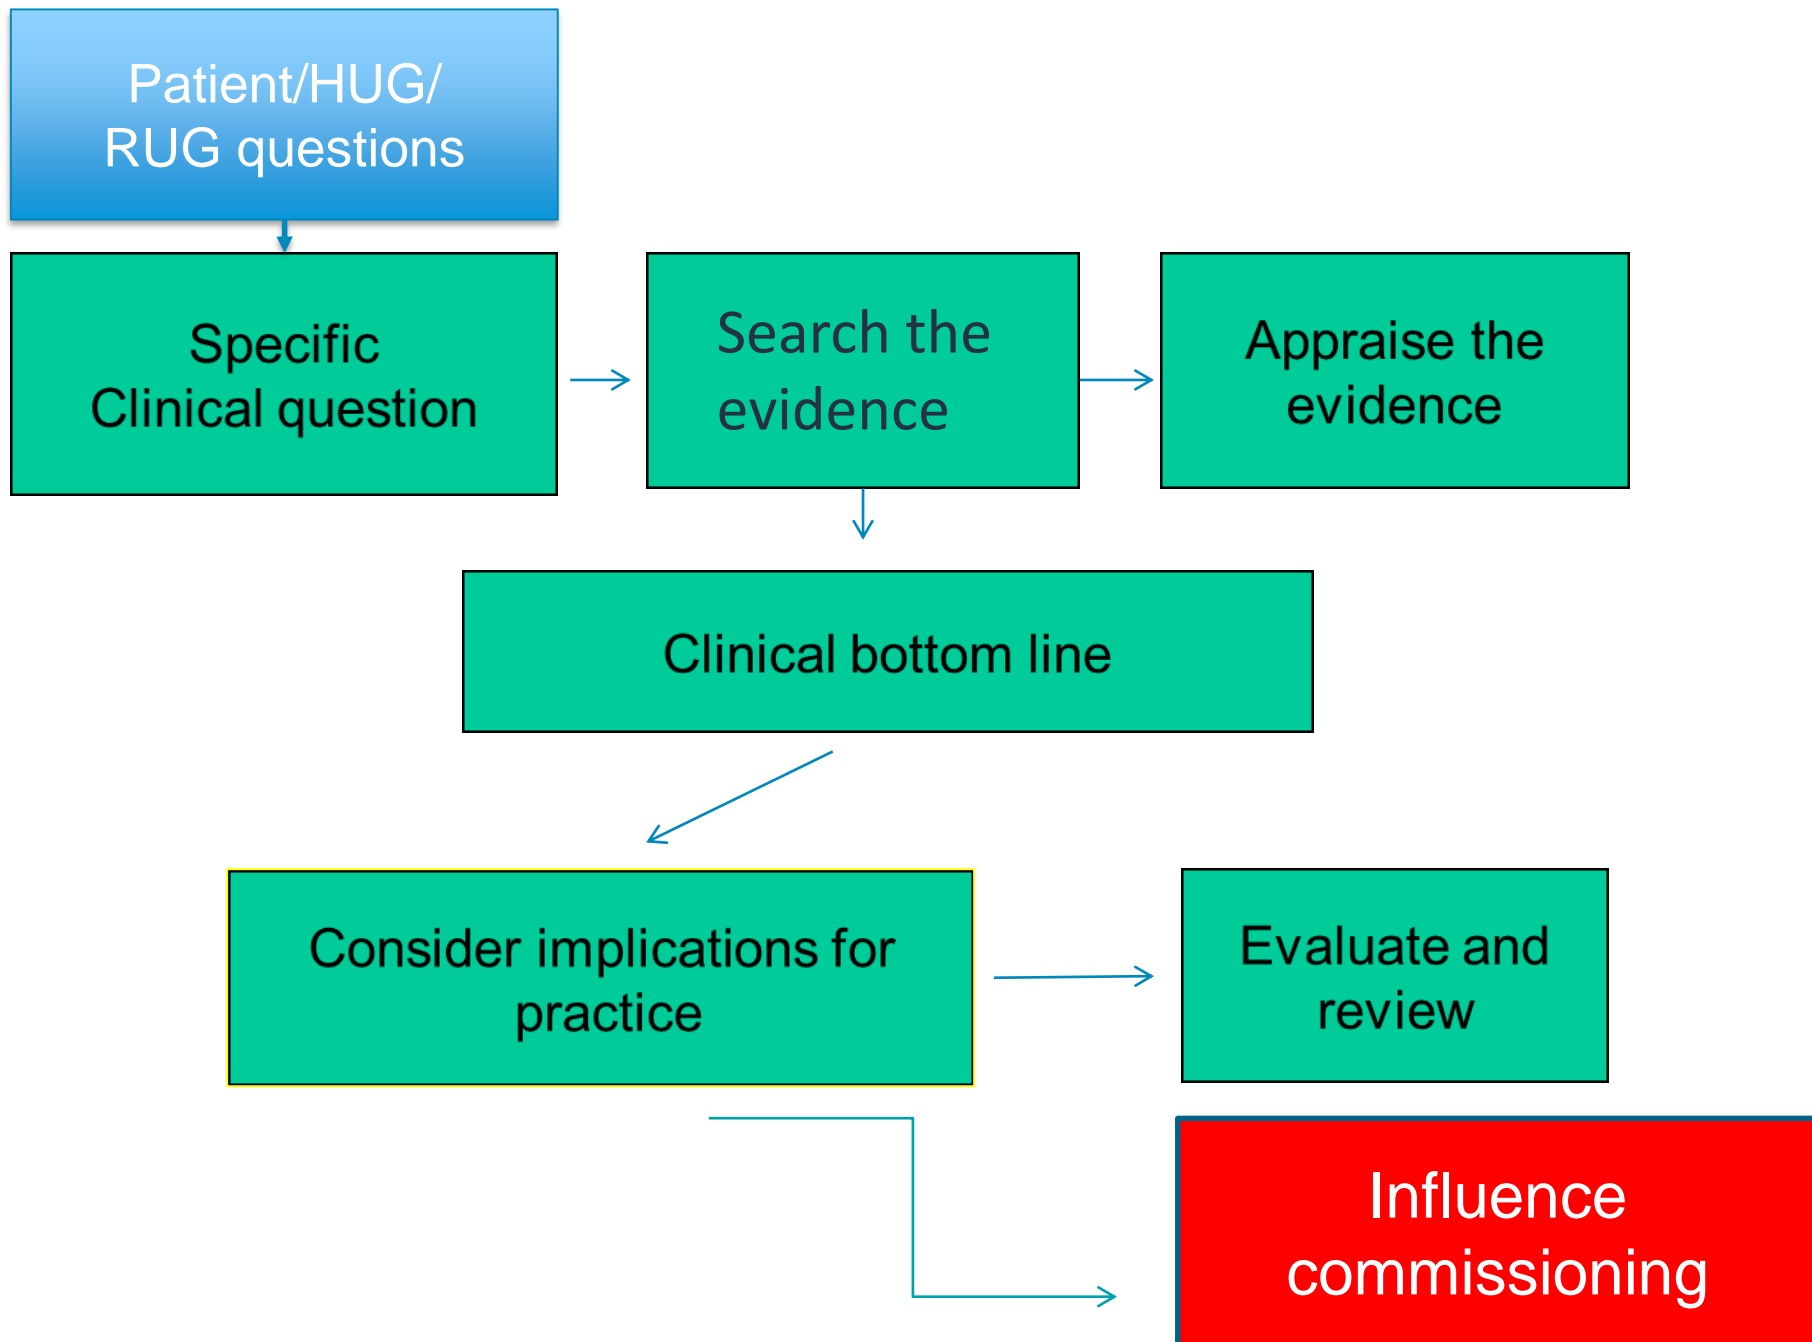 Patient/HUG/
RUG questions
Specific
Clinical question
Search the
evidence
Appraise the
evidence
Clinical bottom line
Consider implications for
practice
Evaluate and
review
Influence
commissioning